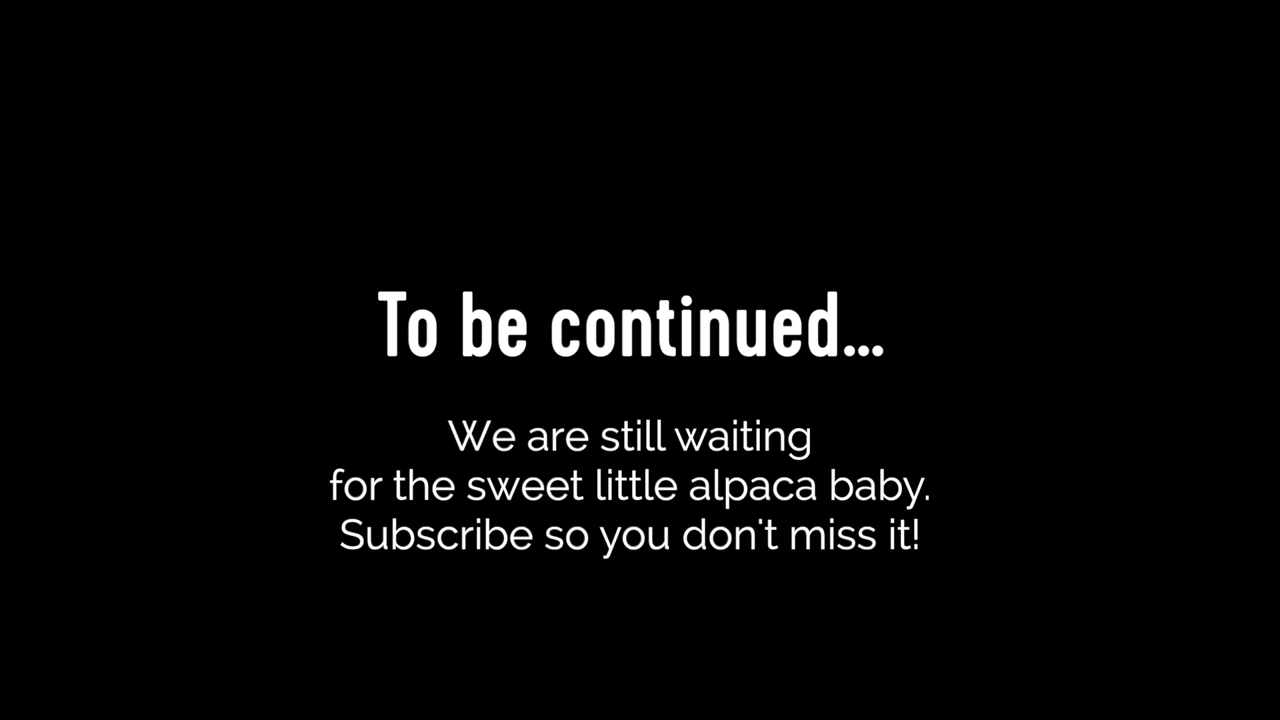 To be continued...
We are still waiting
for the sweet little alpaca baby.
Subscribe so you don't miss it!